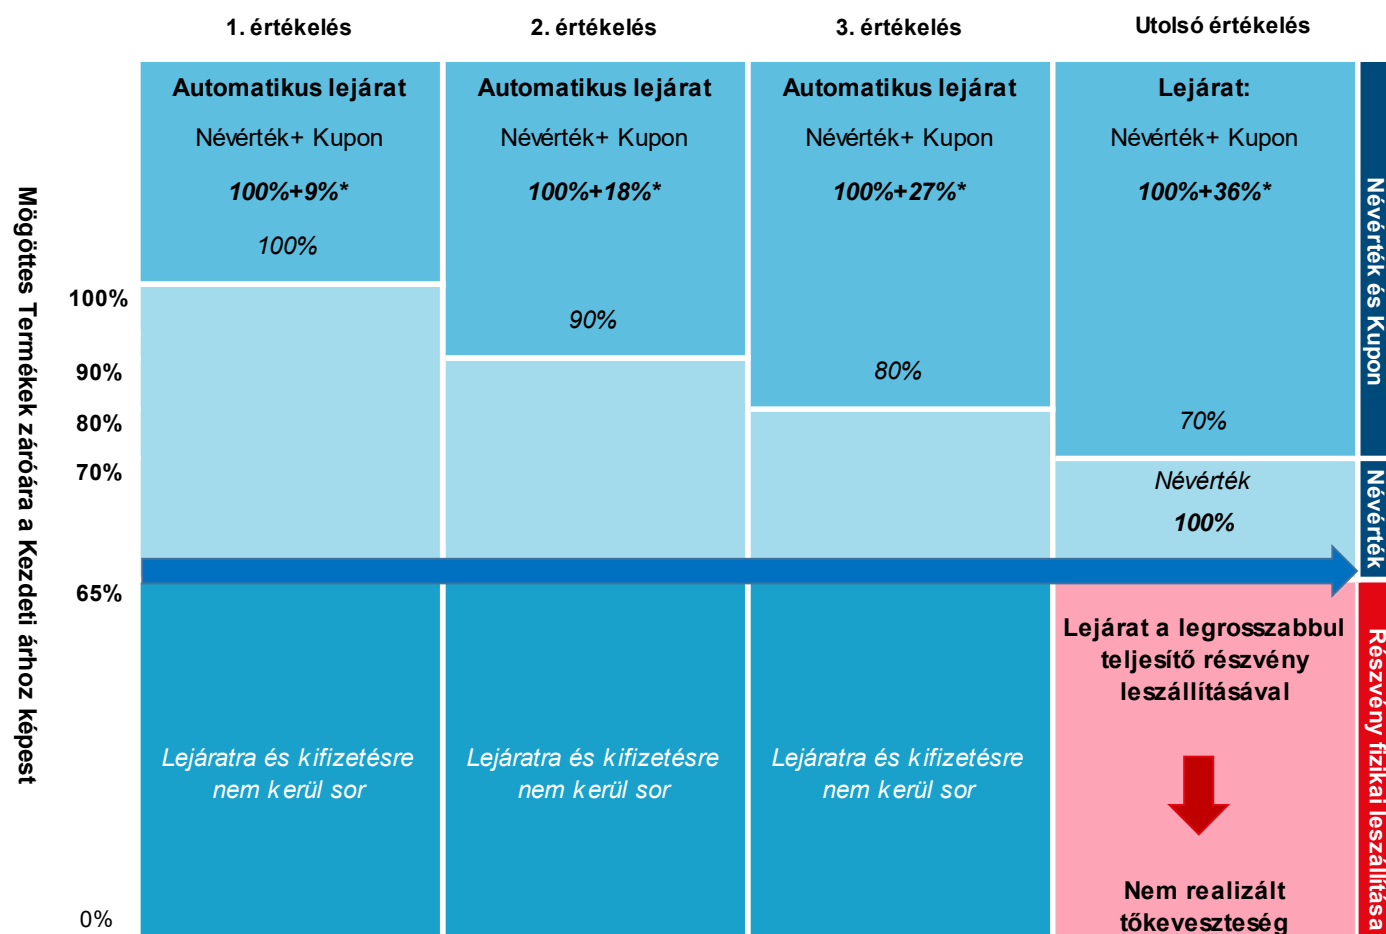 1. értékelés
2. értékelés
3. értékelés
Utolsó értékelés
Automatikus lejárat
Névérték+ Kupon
100%+9%*
100%
Automatikus lejárat
Névérték+ Kupon
100%+18%*
90%
Automatikus lejárat
Névérték+ Kupon
100%+27%*
80%
Lejárat:
Névérték+ Kupon
100%+36%*
70%
Névérték
100%
Mögöttes Termékek záróára a Kezdeti árhoz képest
100%
90%
80%
70%
65%
0%
Lejáratra és kifizetésre
nem kerül sor
Lejáratra és kifizetésre
nem kerül sor
Lejáratra és kifizetésre
nem kerül sor
Lejárat a legrosszabbul
teljesítő részvény
leszállításával
Nem realizált
tőkeveszteség
Névérték és Kupon
Névérték
Részvény fizikai leszállítása